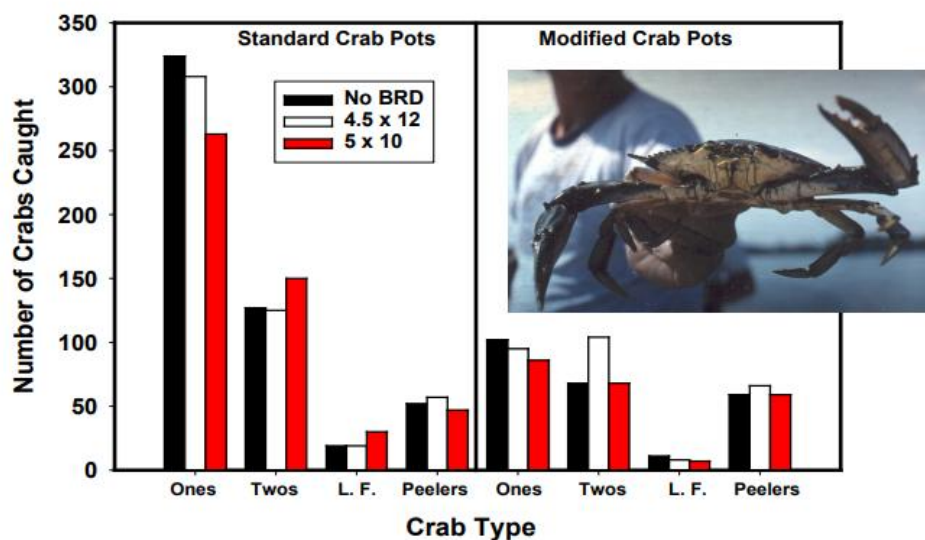 350
300
250
200
150
100
50
0
Number of Crabs Caught
Standard Crab Pots
Modified Crab Pots
No BRD
4.5 x 12
5 x 10
Ones Twos L. F. Peelers Ones Twos L. F. Peelers
Crab Type